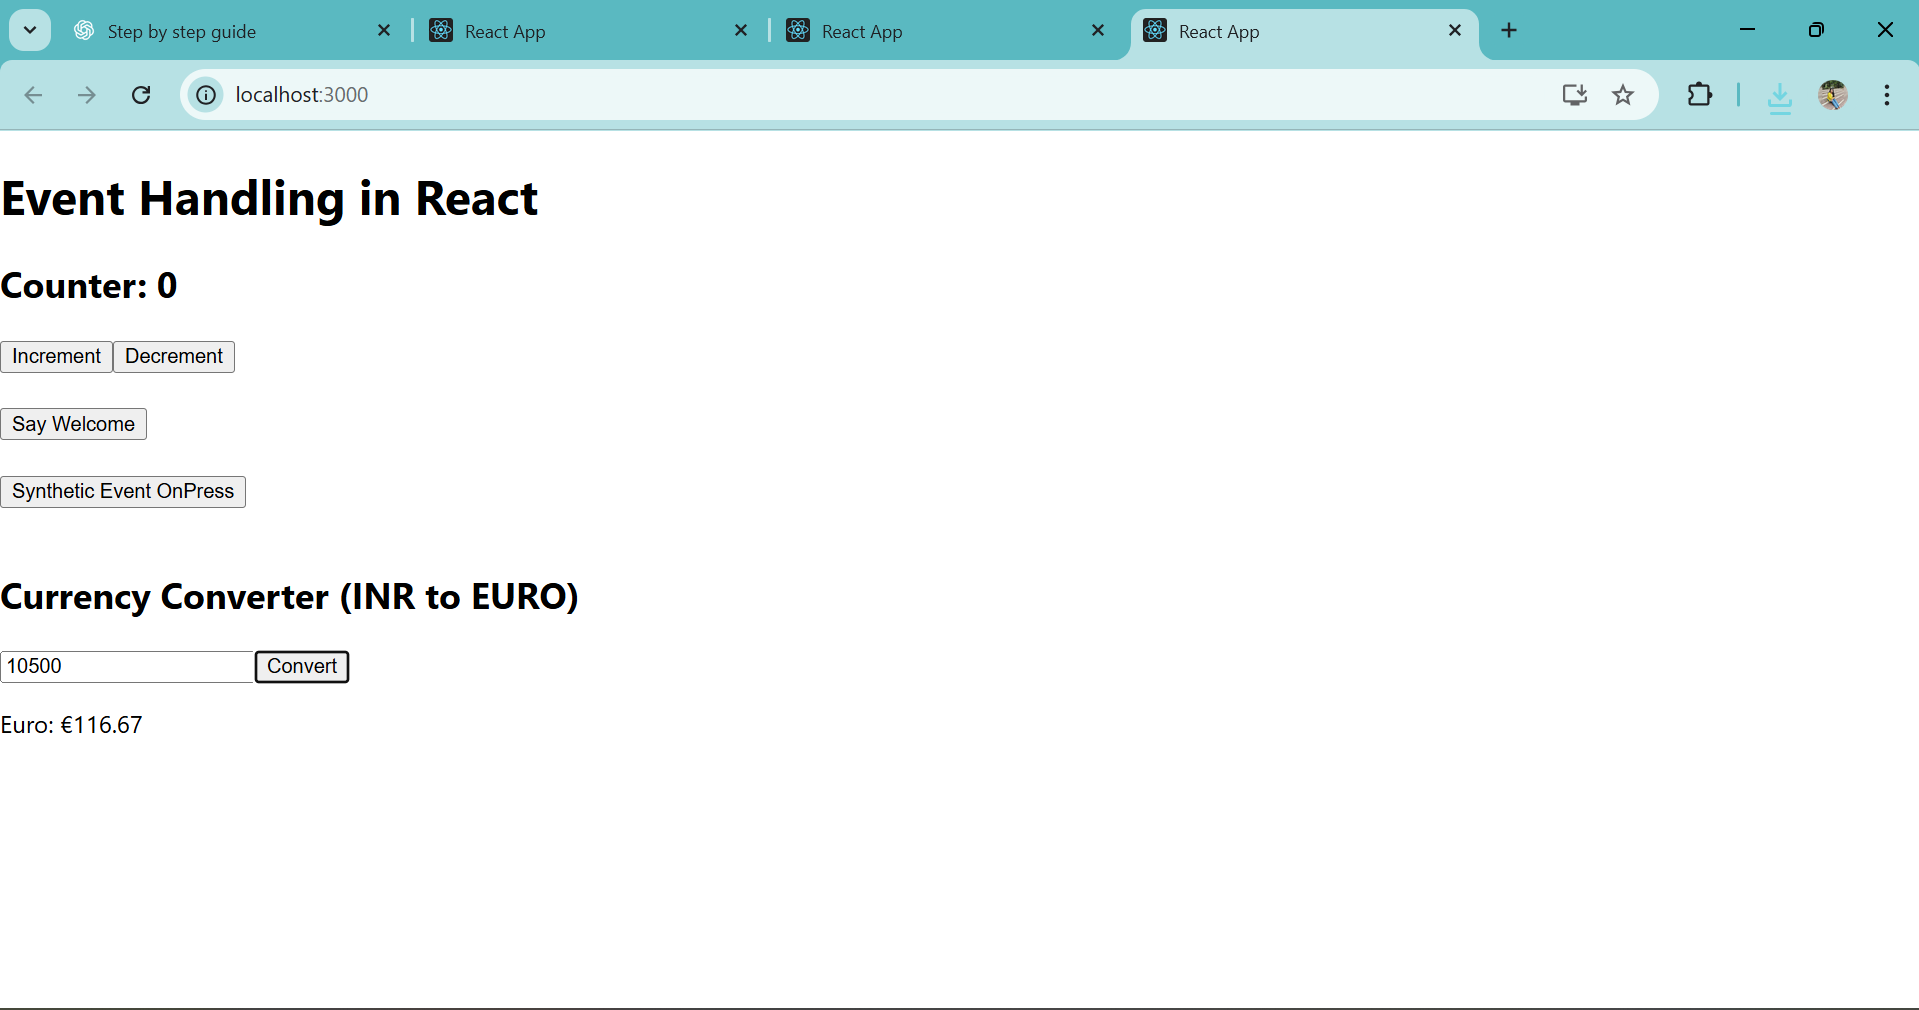 Step by step guide React App React App React App
localhost:3000
Event Handling in React
Counter: 0
Increment Decrement
Say Welcome
Synthetic Event OnPress
Currency Converter (INR to EURO)
10500 Convert
Euro: €116.67